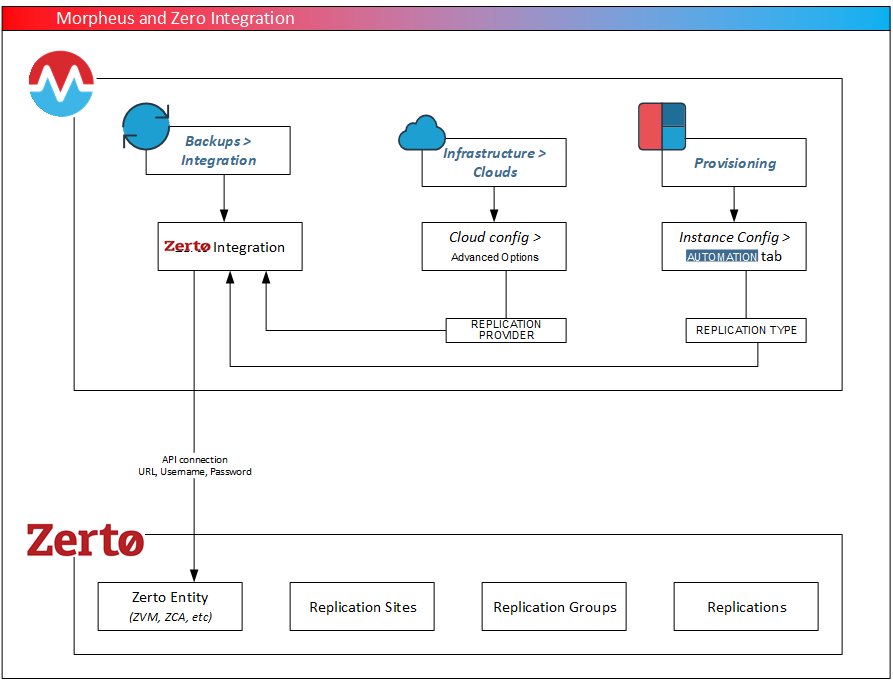 Morpheus and Zero Integration
Backups >
Integration
Infrastructure >
Clouds
Provisioning
Zertø Integration
Cloud config >
Advanced Options
Instance Config >
AUTOMATION tab
REPLICATION
PROVIDER
REPLICATION TYPE
API connection
URL, Username, Password
Zertø
Zerto Entity
(ZVM, ZCA, etc)
Replication Sites
Replication Groups
Replications